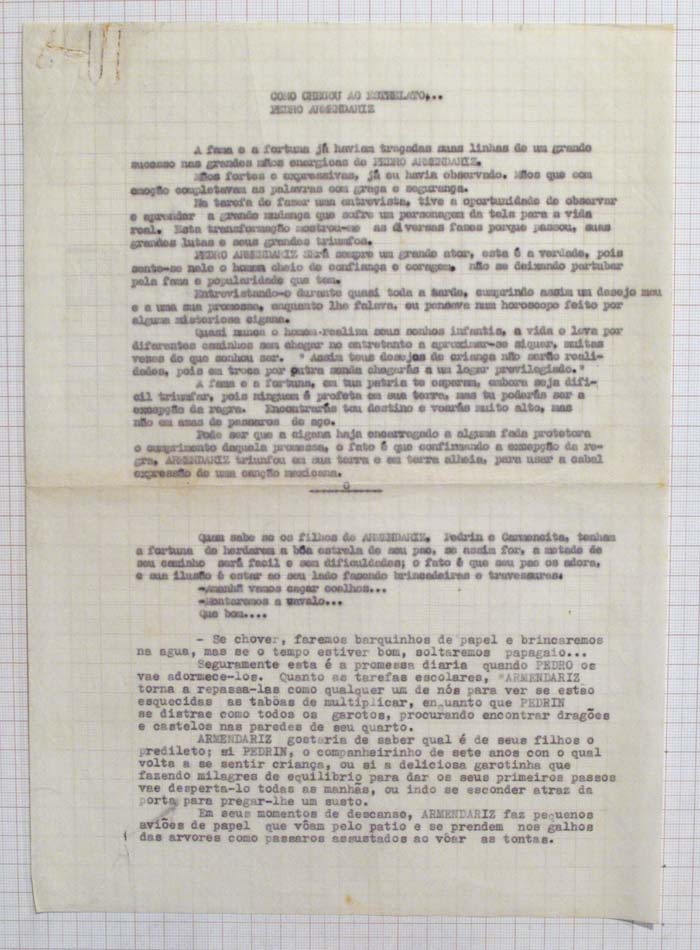 COMO CHEGOU AO ESTRELATO...
PEDRO ARMENDARIZ
A fama e a fortuna já haviam traçadas suas linhas de um grande
sucesso nas grandes mãos energicas de PEDRO ARMENDARIZ.
Mãos fortes e expressivas, já eu havia observado. Mãos que com
emoção completavam as palavras com graça e segurança.
Na tarefa de fazer uma entrevista, tive a oportunidade de observar
e aprender a grande mudança que sofre um personagem da tela para a vida
real. Esta transformação mostrou-me as diversas fases porque passou, suas
grandes lutas e seus grandes triunfos.
PEDRO ARMENDARIZ SErá sempre um grande ator, esta é a verdade, pois
sente-se nele o homem cheio de confiança e coragem, não se deixando partubar
pela fama e popularidade que tem.
Entrevistando-o durante quasi toda a tarde, cumprindo assim um desejo meu
e a uma sua promessa, enquanto lhe falava, eu pensava num horoscopo feito por
alguma misteriosa cigana.
Quasi nunca o homem-realiza seus sonhos infantis, a vida o leva por
diferentes caminhos sem chegar no entretanto a aproximar-se siquer, muitas
vezes do que sonhou ser. " Assim teus desejos de criança não serão reali-
dades, pois em troca por outra senda chegarás a um logar previlegiado."
A fama e a fortuna, em tua patria te esperam, embora seja difi-
cil triumfar, pois ninguem é profeta em sua terra, mas tu poderás ser a
excepção da regra. Encontrarás teu destino e voarás muito alto, mas
não em azas de passaros de aço.
Pode ser que a cigana haja encarregado a alguma fada protetora
o cumprimento daquela promessa, o fato é que confirmando a excepção da re-
gra, ARMENDARIZ triunfou em sua terra e em terra alheia, para usar a cabal
expressão de uma canção mexicana.
Quem sabe se os filhos de ARMENDARIZ, Pedrin e Carmencita, tenham
a fortuna de herdarem a bôa estrela de seu pae, se assim for, a metade de
seu caminho será facil e sem dificuldades; o fato é que seu pae os adora,
e sua ilusão é estar ao seu lado fazendo brincadeiras e travessuras.
-Amanhã vamos caçar coelhos...
-Montaremos a cavalo...
Que bom....
- Se chover, faremos barquinhos de papel e brincaremos
na agua, mas se o tempo estiver bom, soltaremos papagaio...
Seguramente esta é a promessa diaria quando PEDRO os
vae adormece-los. Quanto as tarefas escolares, "ARMENDARIZ
torna a repassa-las como qualquer um de nós para ver se estão
esquecidas as tabôas de multiplicar, enquanto que PEDRIN
se distrae como todos os garotos, procurando encontrar dragões
e castelos nas paredes de seu quarto.
ARMENDARIZ gostaria de saber qual é de seus filhos o
predileto; si PEDRIN, o companheirinho de sete anos con o qual
volta a se sentir criança, ou si a deliciosa garotinha que
fazendo milagres de equilibrio para dar os seus primeiros passos
vae desperta-lo todas as manhãs, ou indo se esconder atraz da
porta para pregar-lhe um susto.
Em seus momentos de descanso, ARMENDARIZ faz pequenos
aviões de papel que vôam pelo patio e se prendem nos galhos
das arvores como passaros assustados ao vôar as tontas.